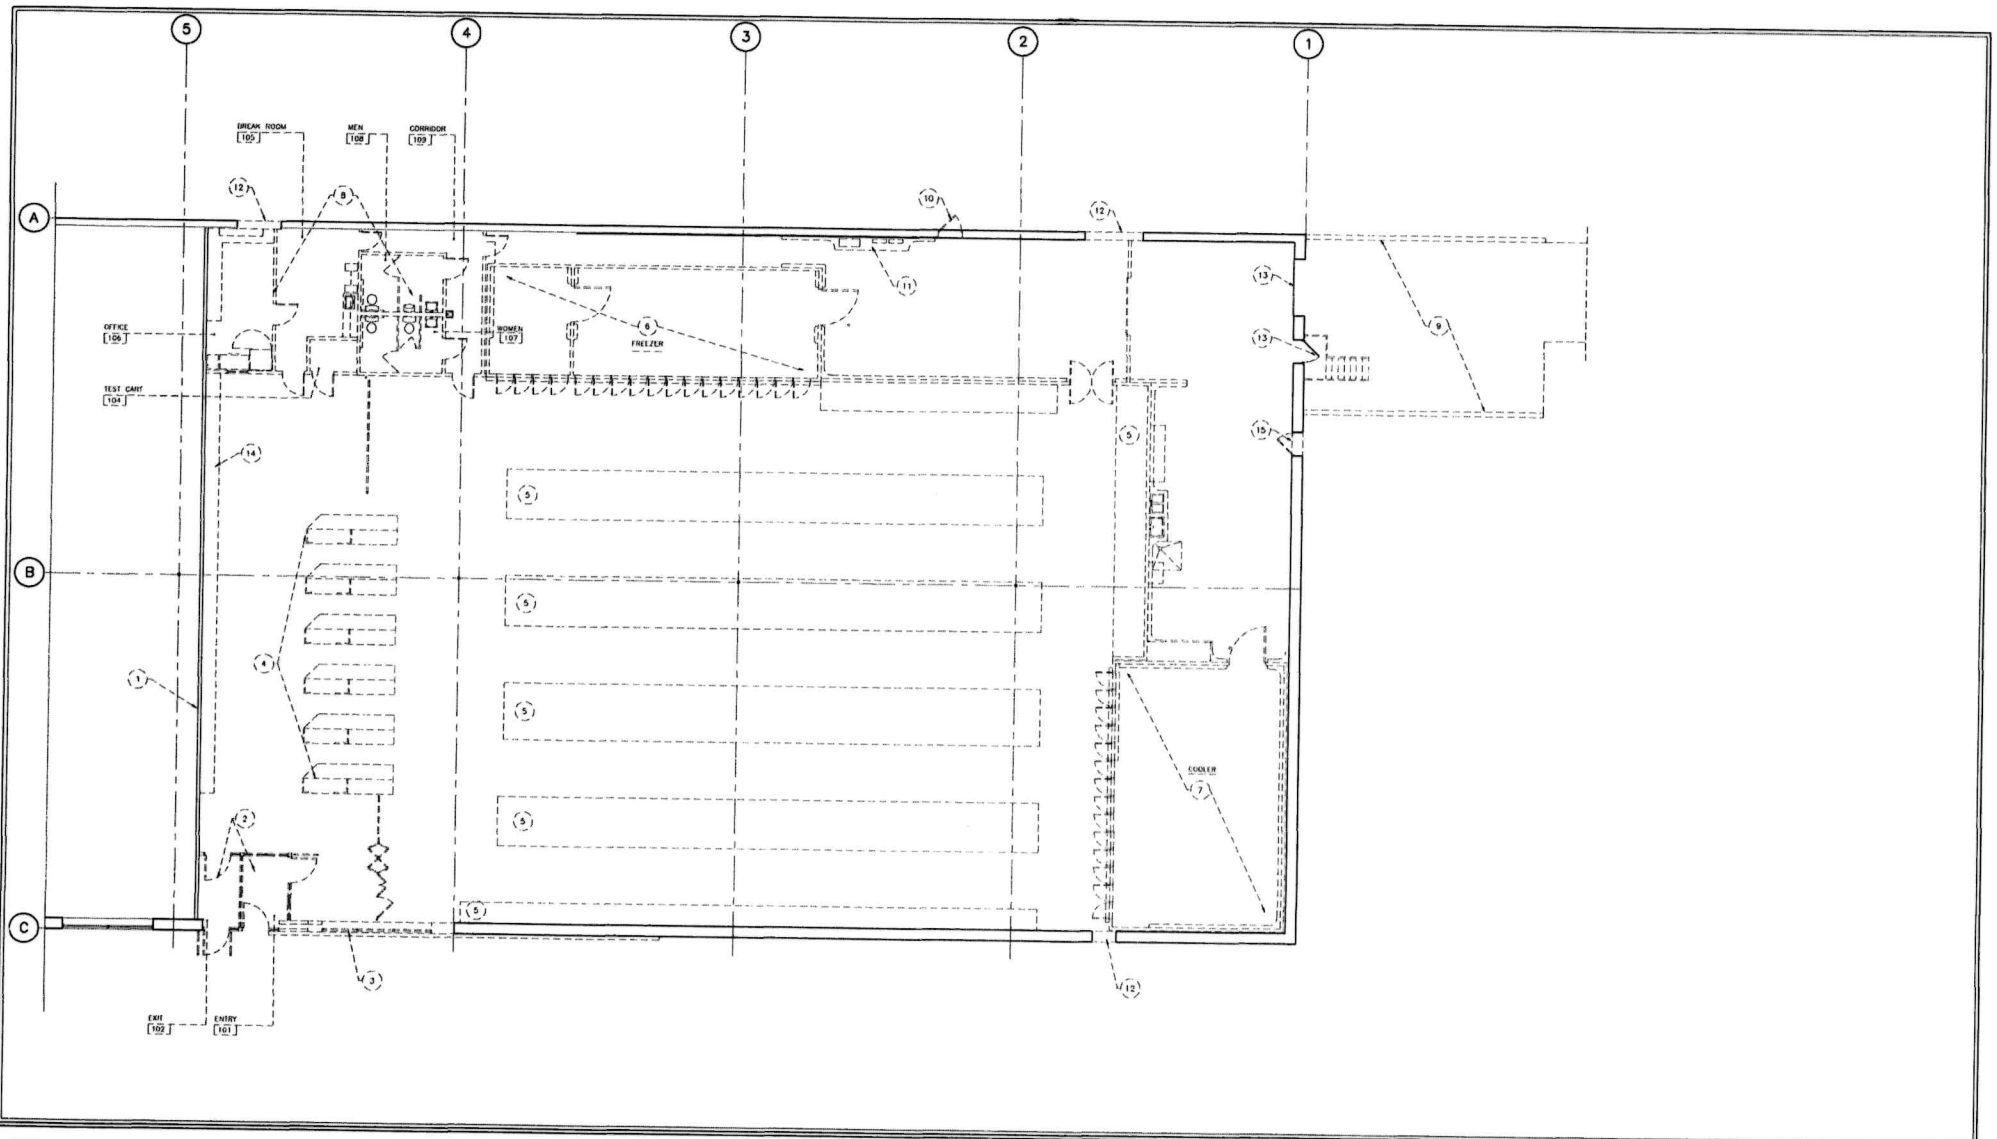 5 4 3 2 1
BREAK ROOM MEN CORRIDOR
105 108 109
12 8 10 12
A
13
11
OFFICE
106
6
FREEZER
WOMEN
107
13
9
TEST CART
104
5
15
14
5
B
5
4
1
5
COOLER
7
2
5
5
C
3
12
EXIT ENTRY
102 101